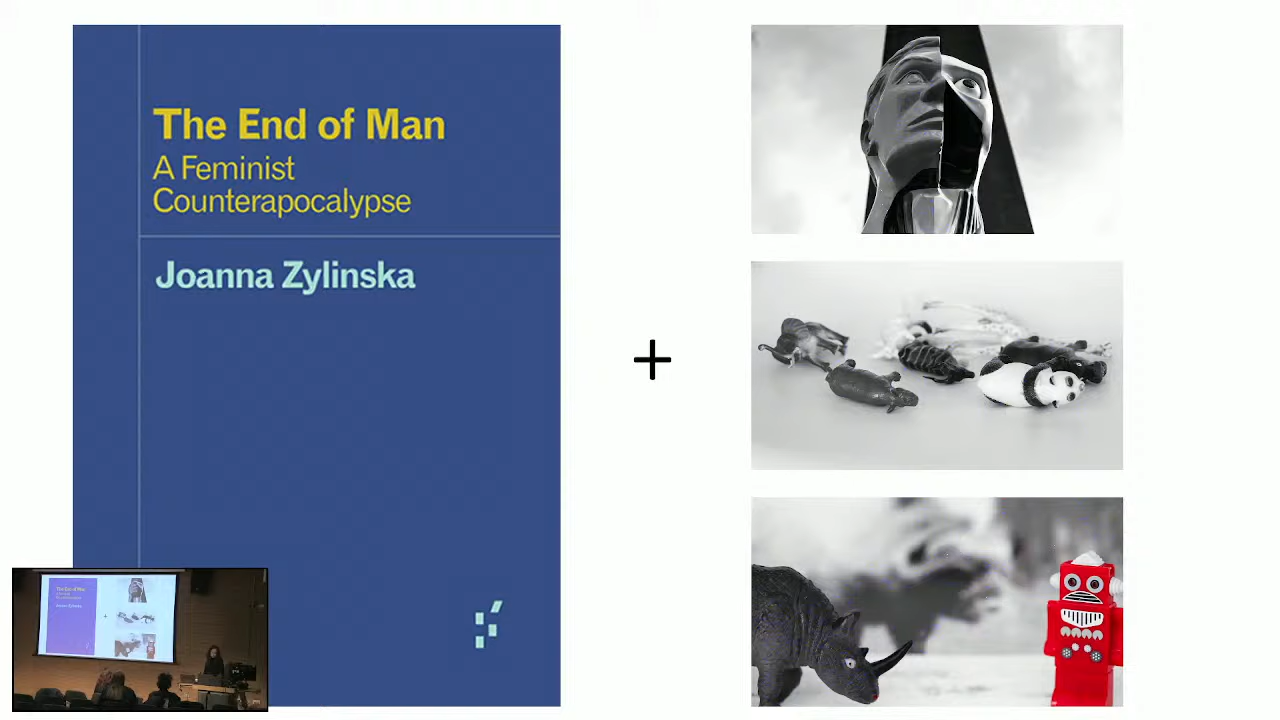 The End of Man
A Feminist
Counterapocalypse
Joanna Zylinska
+